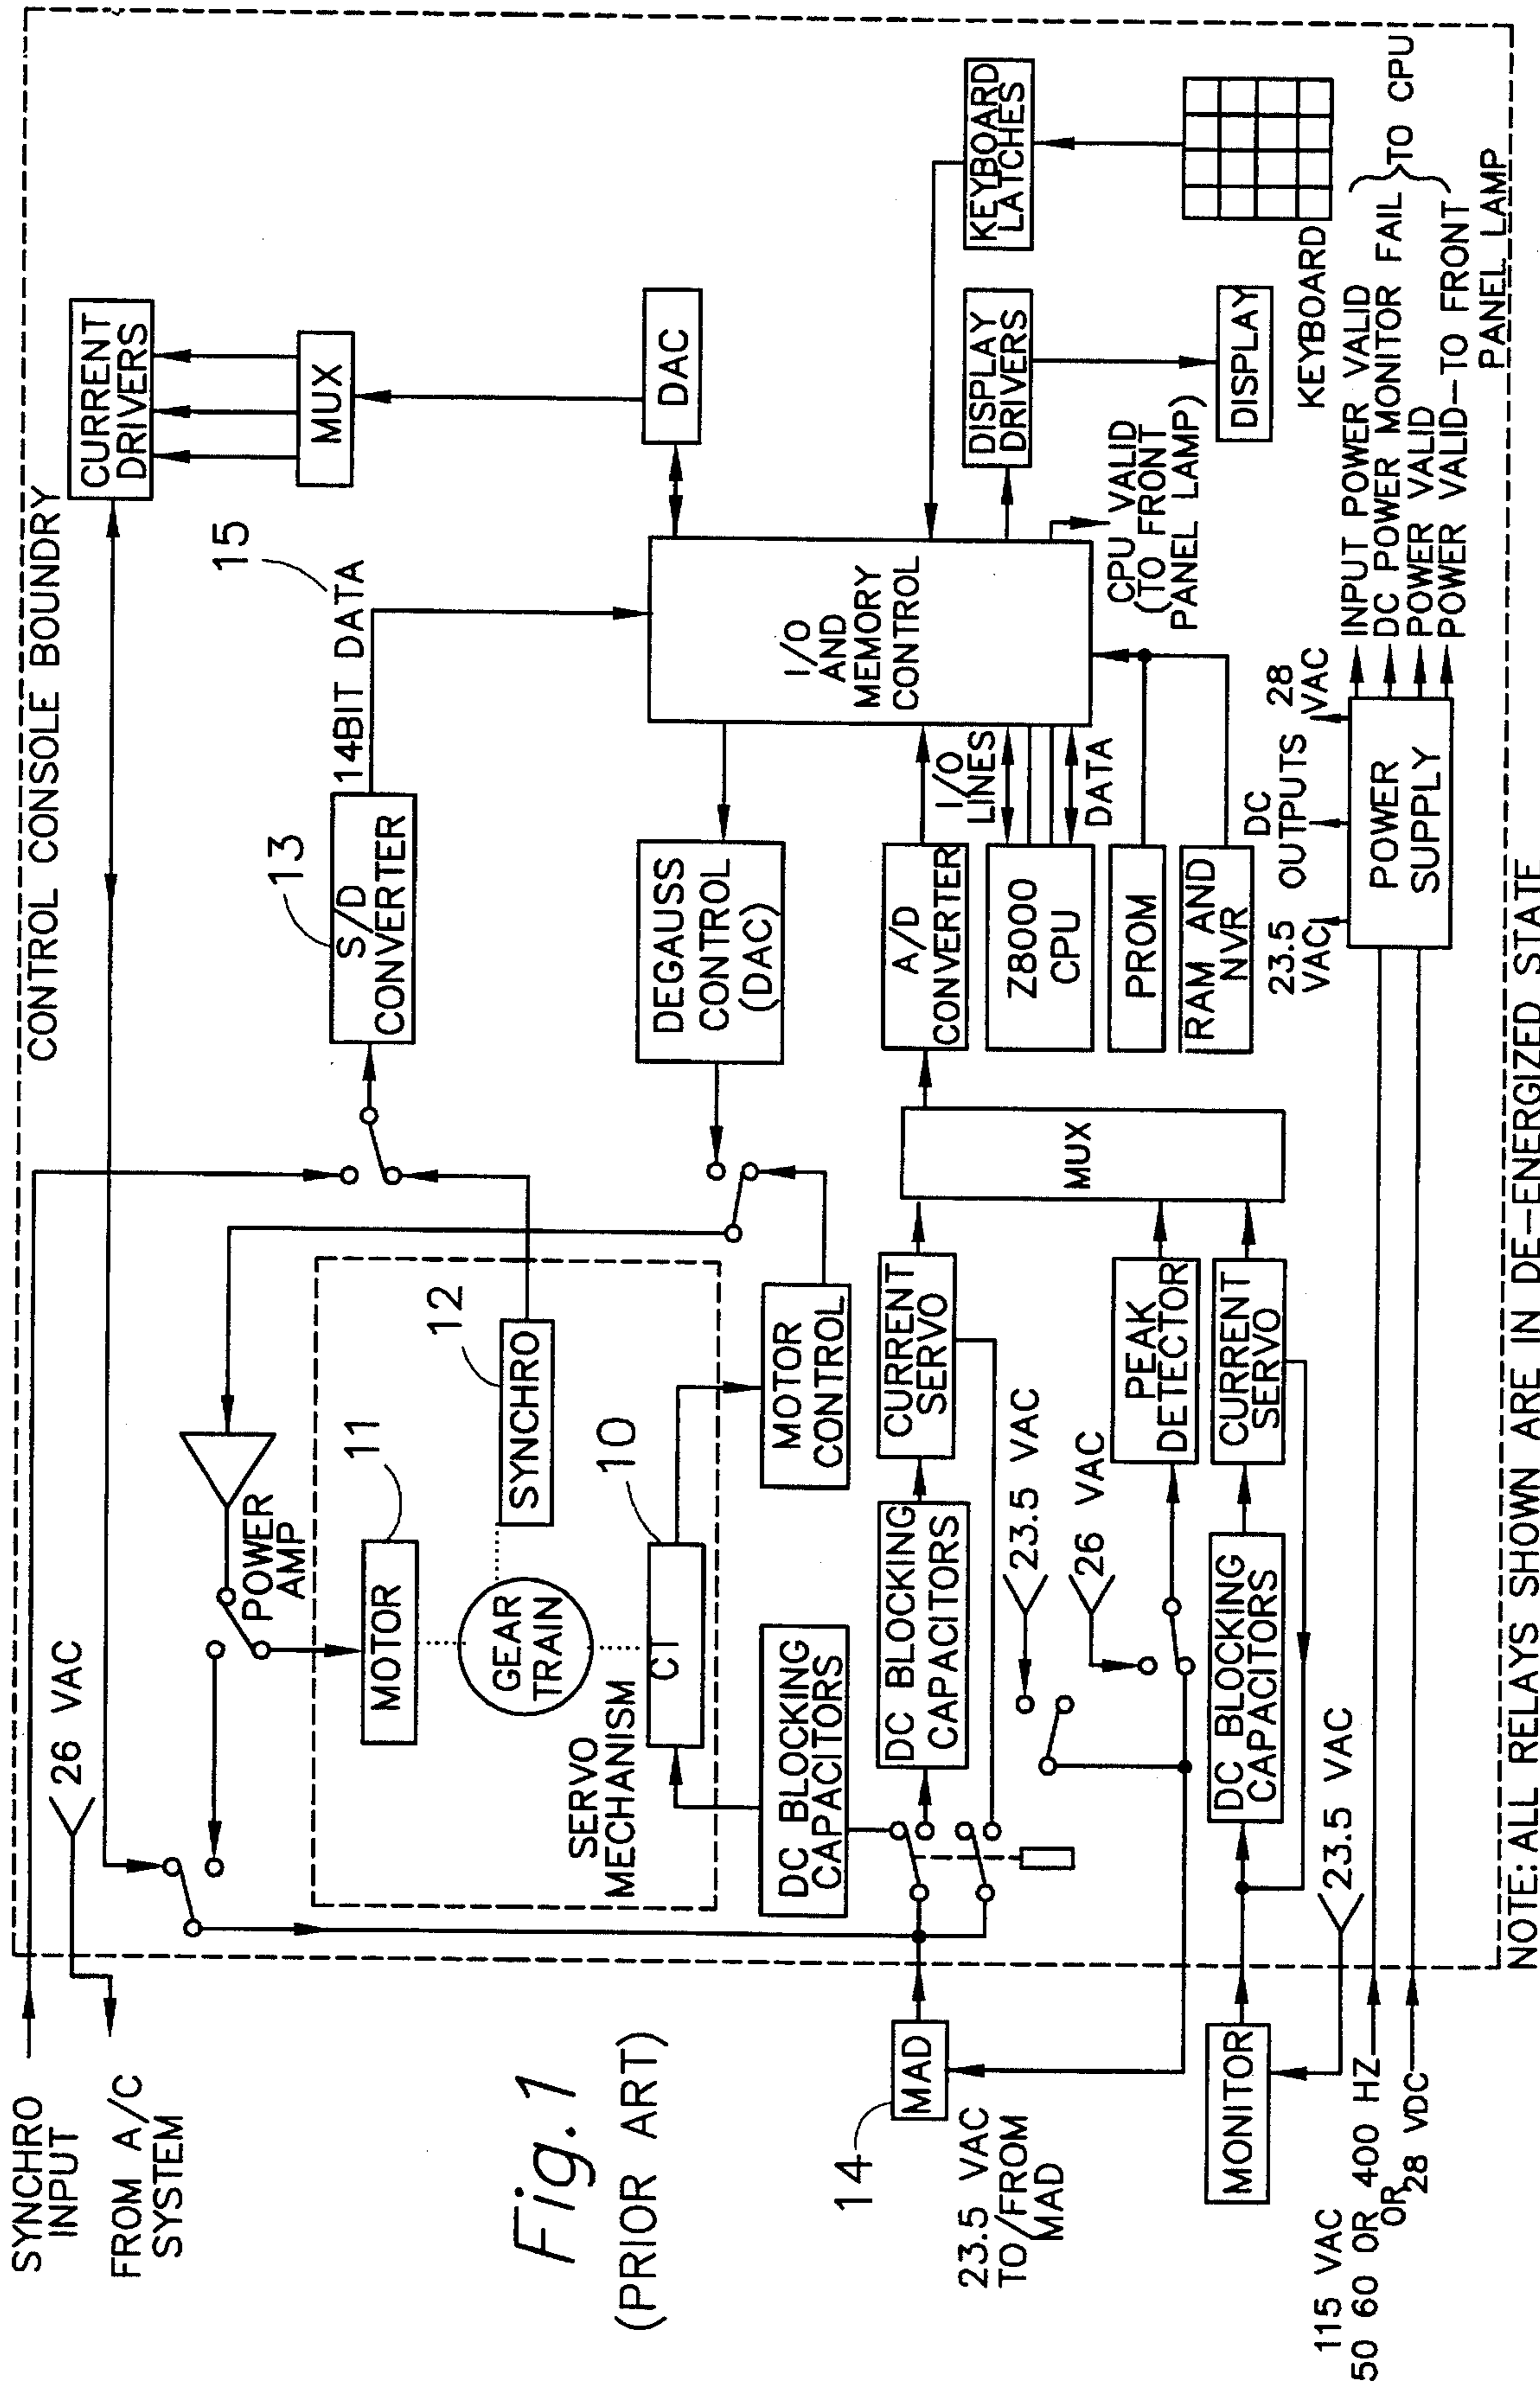 SYNCHRO
INPUT
FROM A/C
SYSTEM
26 VAC
CONTROL CONSOLE BOUNDRY
CURRENT
DRIVERS
MUX
15
14BIT DATA
13
S/D
CONVERTER
POWER
AMP
11
MOTOR
12
SYNCHRO
GEAR
TRAIN
10
CT
SERVO
MECHANISM
MOTOR
CONTROL
DEGAUSS
CONTROL
(DAC)
DAC
I/O
AND
MEMORY
CONTROL
Fig.1
(PRIOR ART)
14
MAD
23.5 VAC
TO/FROM
MAD
DC BLOCKING
CAPACITORS
DC BLOCKING
CAPACITORS
CURRENT
SERVO
23.5 VAC
26 VAC
PEAK
DETECTOR
MUX
A/D
CONVERTER
I/O
LINES
Z8000
CPU
DATA
PROM
RAM AND
NVR
CPU VALID
(TO FRONT
PANEL LAMP)
DISPLAY
DRIVERS
DISPLAY
KEYBOARD
LATCHES
KEYBOARD
MONITOR
DC BLOCKING
CAPACITORS
CURRENT
SERVO
23.5 VAC
115 VAC
50 60 OR 400 HZ
OR
28 VDC
23.5
VAC
DC
OUTPUTS
28
VAC
POWER
SUPPLY
INPUT POWER VALID
DC POWER MONITOR FAIL
POWER VALID
TO CPU
POWER VALID-TO FRONT
PANEL LAMP
NOTE: ALL RELAYS SHOWN ARE IN DE-ENERGIZED STATE